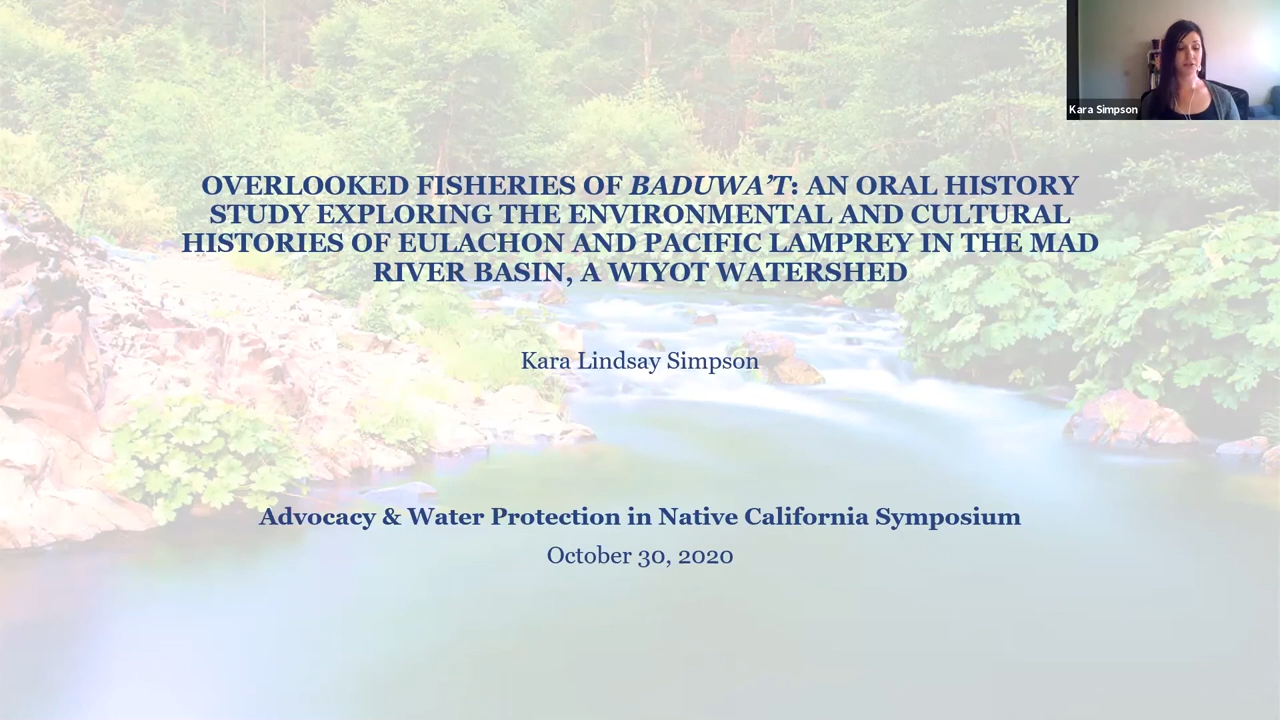 Kara Simpson
OVERLOOKED FISHERIES OF BADUWA’T: AN ORAL HISTORY
STUDY EXPLORING THE ENVIRONMENTAL AND CULTURAL
HISTORIES OF EULACHON AND PACIFIC LAMPREY IN THE MAD
RIVER BASIN, A WIYOT WATERSHED
Kara Lindsay Simpson
Advocacy & Water Protection in Native California Symposium
October 30, 2020